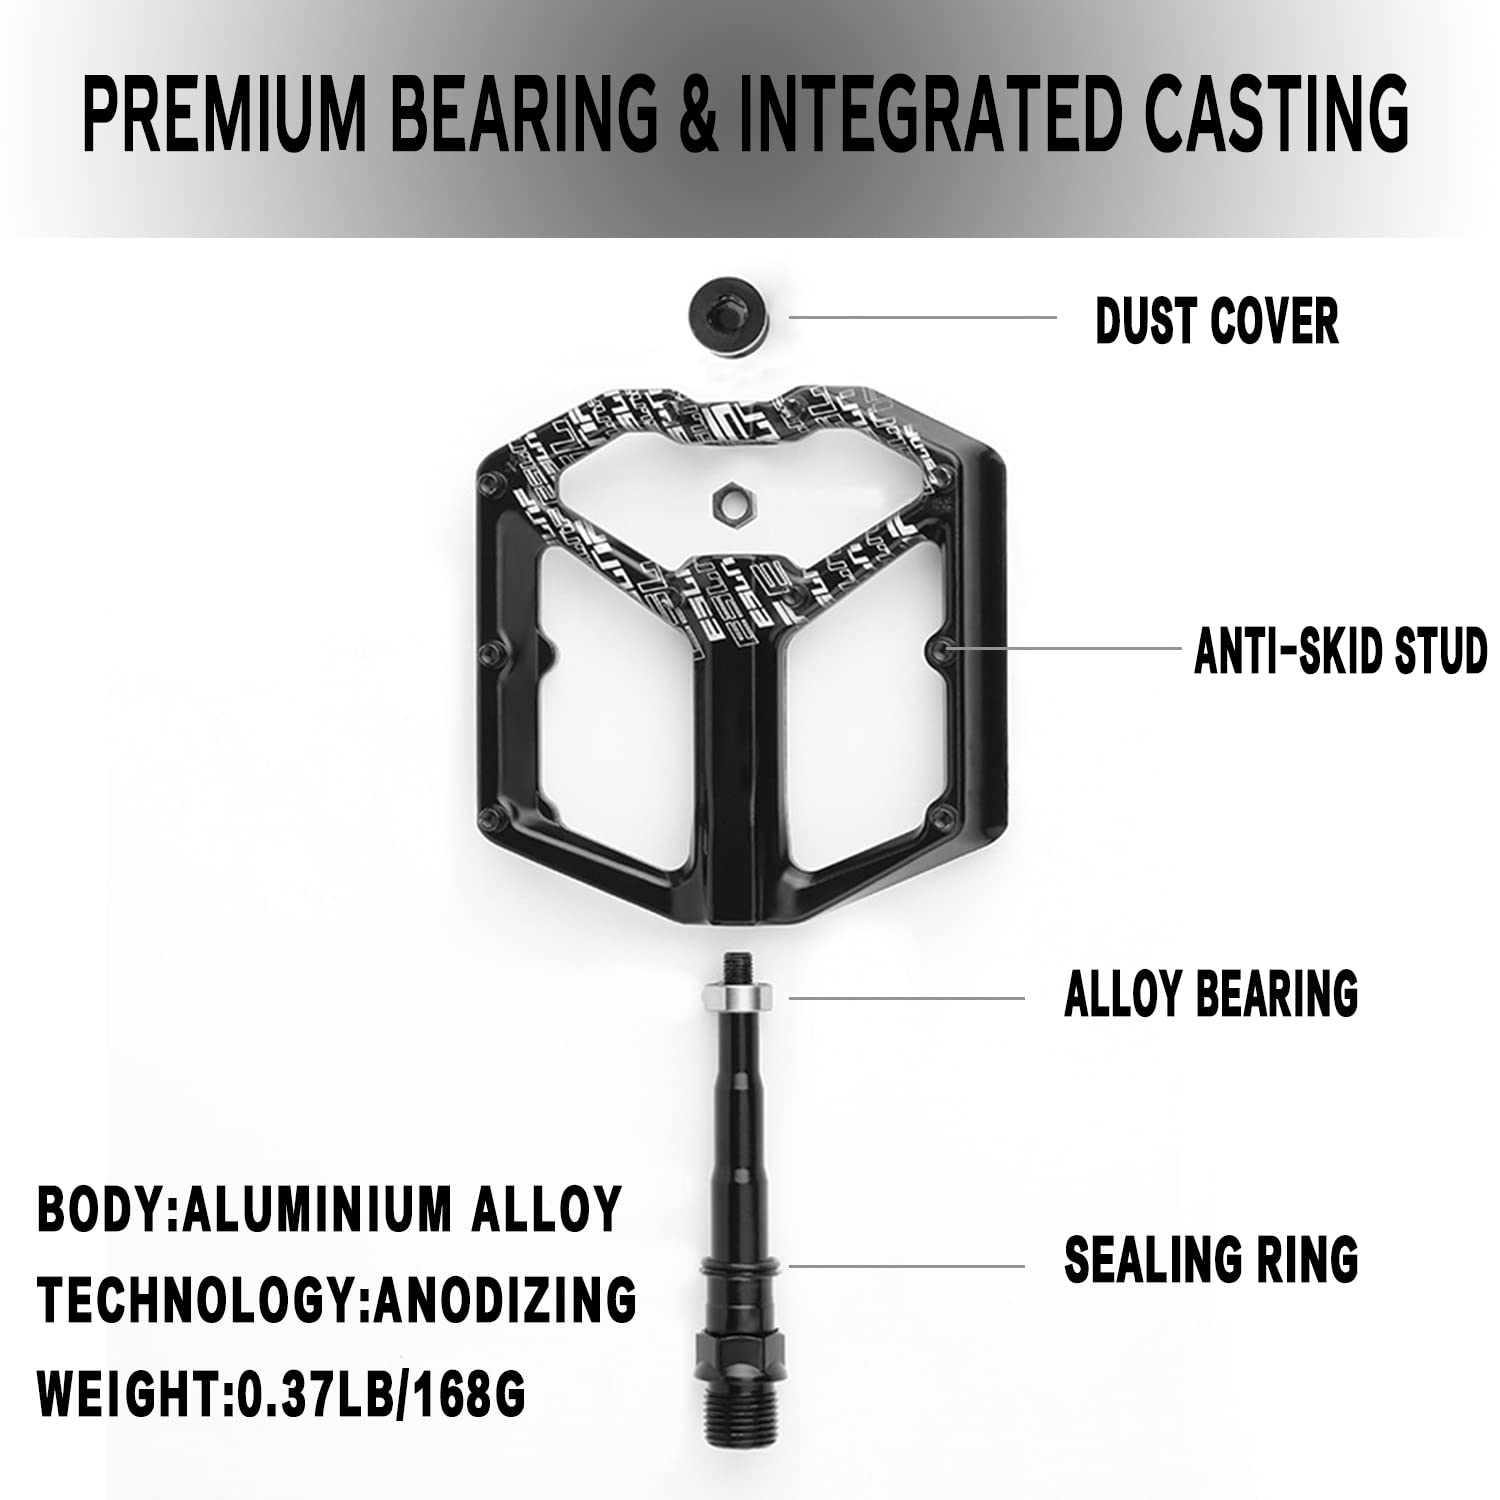 PREMIUM BEARING & INTEGRATED CASTING
DUST COVER
ANTI-SKID STUD
ALLOY BEARING
SEALING RING
BODY:ALUMINIUM ALLOY
TECHNOLOGY:ANODIZING
WEIGHT:0.37LB/168G